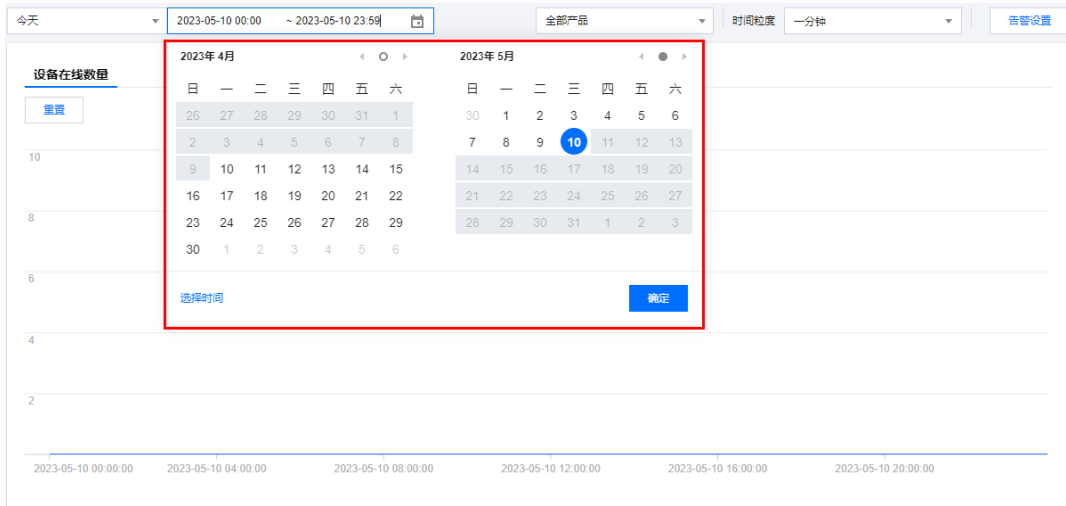 今天 2023-05-10 00:00 ~ 2023-05-10 23:59 全部产品 时间粒度 一分钟 告警设置
设备在线数量
重置
2023年 4月
日 一 二 三 四 五 六
26 27 28 29 30 31 1
2 3 4 5 6 7 8
9 10 11 12 13 14 15
16 17 18 19 20 21 22
23 24 25 26 27 28 29
30 1 2 3 4 5 6
2023年 5月
日 一 二 三 四 五 六
30 1 2 3 4 5 6
7 8 9 10 11 12 13
14 15 16 17 18 19 20
21 22 23 24 25 26 27
28 29 30 31 1 2 3
选择时间 确定
10
8
6
4
2
2023-05-10 00:00:00 2023-05-10 04:00:00 2023-05-10 08:00:00 2023-05-10 12:00:00 2023-05-10 16:00:00 2023-05-10 20:00:00